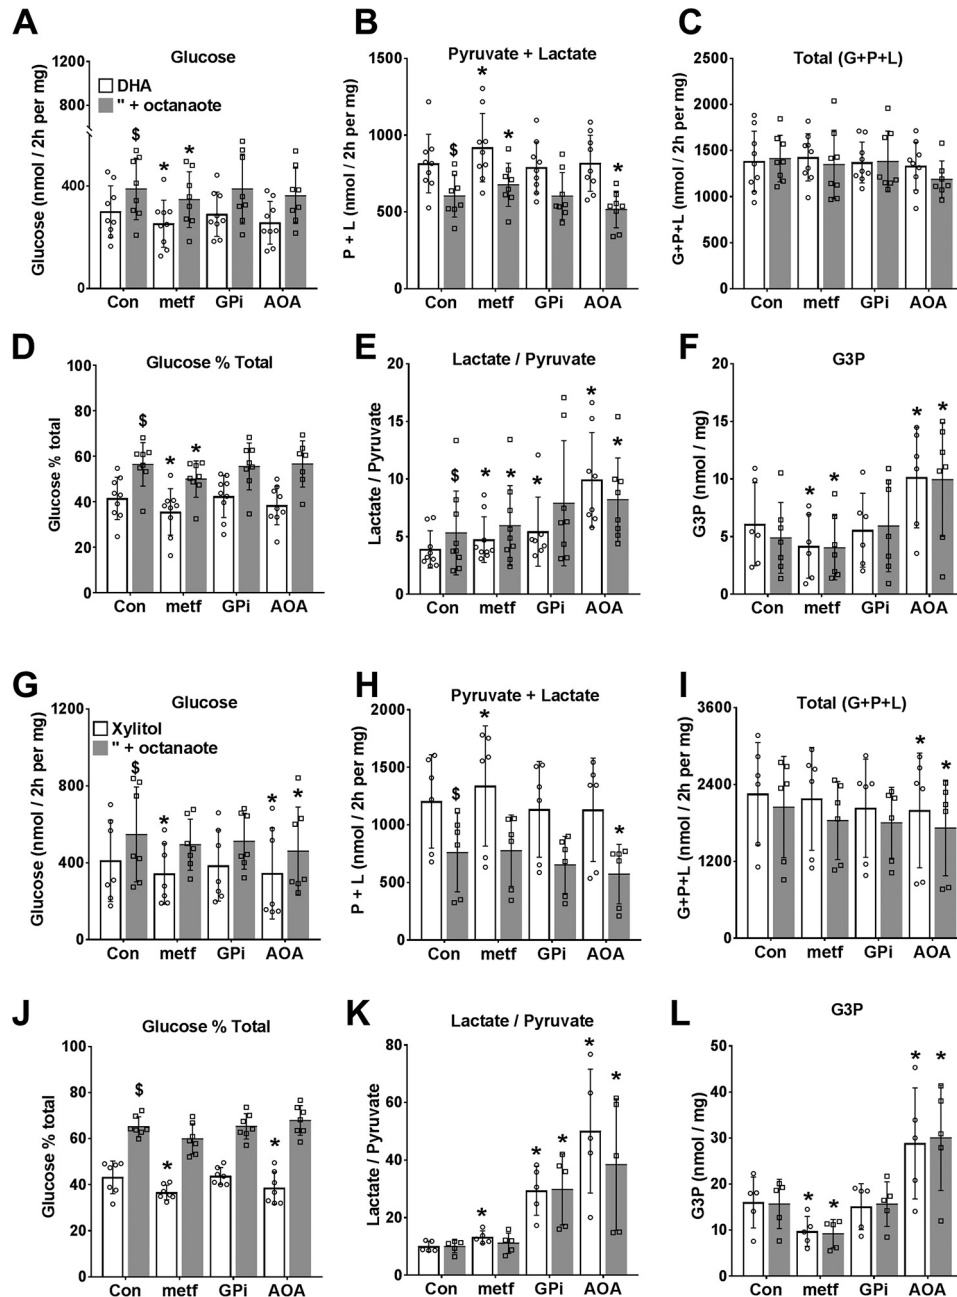 A
Glucose
Glucose (nmol / 2h per mg)
1200
800
400
0
DHA
" + octanaote
$
*
*
Con
metf
GPi
AOA
B
Pyruvate + Lactate
P + L (nmol / 2h per mg)
1500
1000
500
0
$
*
*
*
Con
metf
GPi
AOA
C
Total (G+P+L)
G+P+L (nmol / 2h per mg)
2500
2000
1500
1000
500
0
Con
metf
GPi
AOA
D
Glucose % Total
Glucose % total
100
80
60
40
20
0
$
*
*
Con
metf
GPi
AOA
E
Lactate / Pyruvate
Lactate / Pyruvate
20
15
10
5
0
$
*
*
*
*
*
Con
metf
GPi
AOA
F
G3P
G3P (nmol / mg)
20
15
10
5
0
*
*
*
*
Con
metf
GPi
AOA
G
Glucose
Glucose (nmol / 2h per mg)
1200
800
400
0
Xylitol
" + octanaote
$
*
*
*
Con
metf
GPi
AOA
H
Pyruvate + Lactate
P + L (nmol / 2h per mg)
2000
1500
1000
500
0
$
*
*
Con
metf
GPi
AOA
I
Total (G+P+L)
G+P+L (nmol / 2h per mg)
3600
2400
1200
0
*
*
Con
metf
GPi
AOA
J
Glucose % Total
Glucose % total
100
80
60
40
20
0
$
*
*
Con
metf
GPi
AOA
K
Lactate / Pyruvate
Lactate / Pyruvate
80
60
40
20
10
0
*
*
*
*
*
Con
metf
GPi
AOA
L
G3P
G3P (nmol / mg)
50
40
30
20
10
0
*
*
*
*
Con
metf
GPi
AOA